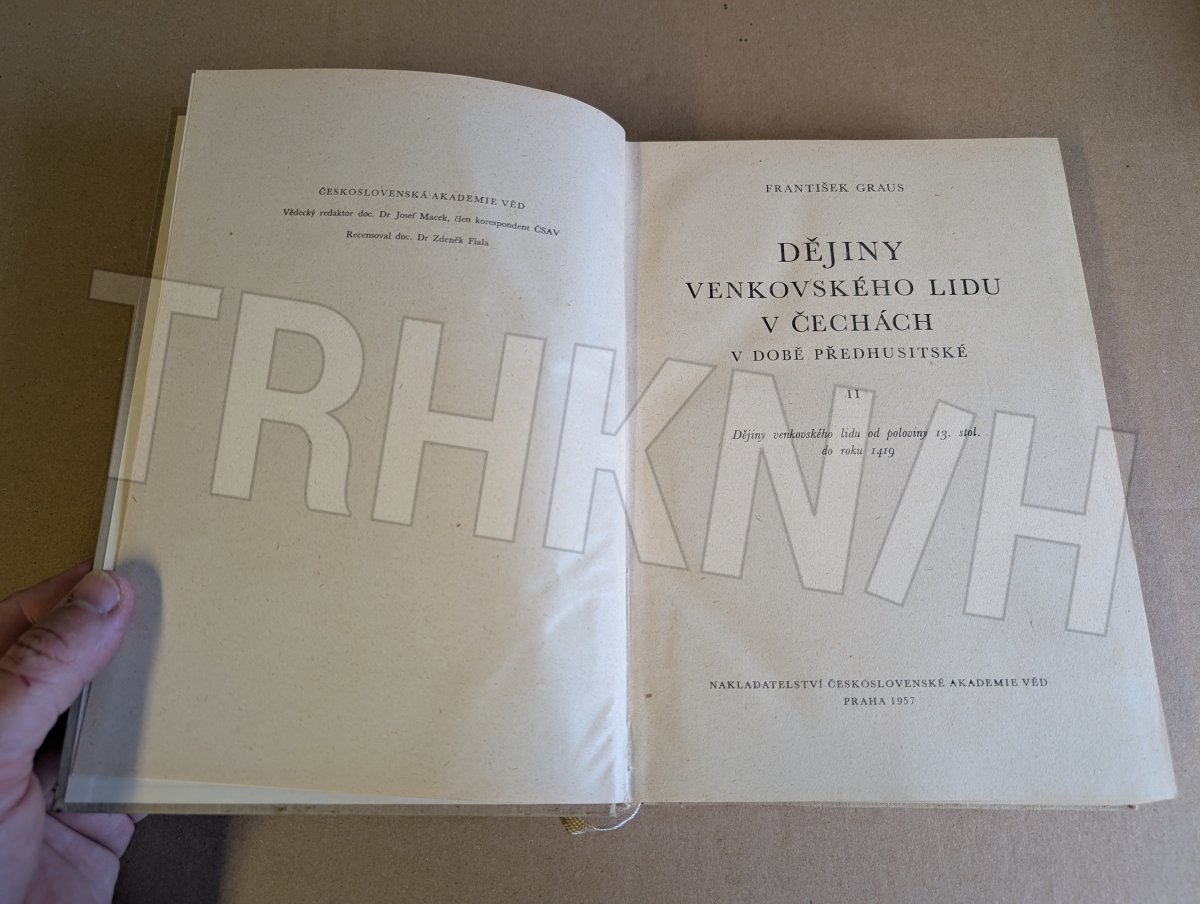 ČESKOSLOVENSKÁ AKADEMIE VĚD
Vědecký redaktor doc. Dr Josef Macek, člen korespondent ČSAV
Recensoval doc. Dr Zdeněk Fiala
FRANTIŠEK GRAUS
DĚJINY
VENKOVSKÉHO LIDU
V ČECHÁCH
V DOBĚ PŘEDHUSITSKÉ
II
Dějiny venkovského lidu od poloviny 13. stol.
do roku 1419
NAKLADATELSTVÍ ČESKOSLOVENSKÉ AKADEMIE VĚD
PRAHA 1957
TRHKN/H